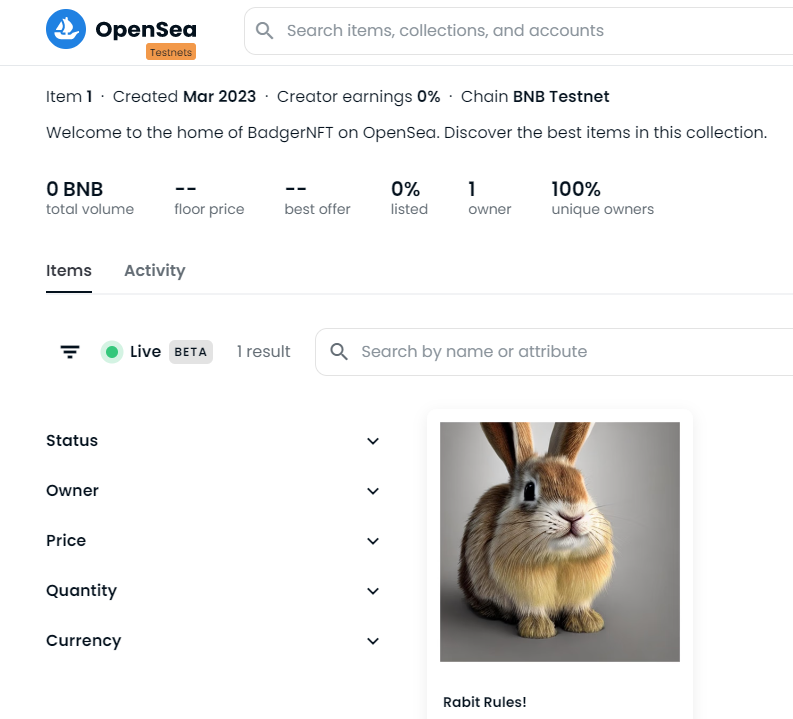 OpenSea
Testnets
Search items, collections, and accounts
Item 1 · Created Mar 2023 · Creator earnings 0% · Chain BNB Testnet
Welcome to the home of BadgerNFT on OpenSea. Discover the best items in this collection.
0 BNB -- -- 0% 1 100%
total volume floor price best offer listed owner unique owners
Items Activity
Live BETA 1 result Search by name or attribute
Status
Owner
Price
Quantity
Currency
Rabit Rules!